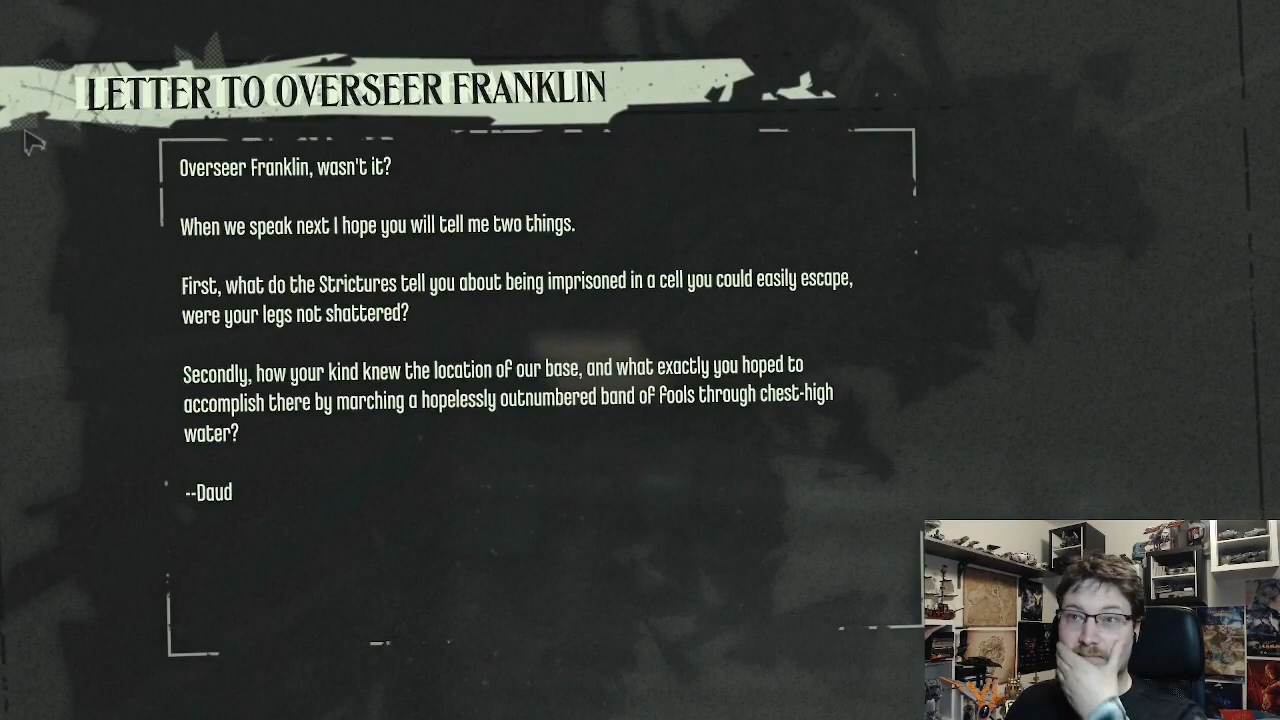 LETTER TO OVERSEER FRANKLIN
Overseer Franklin, wasn't it?
When we speak next I hope you will tell me two things.
First, what do the Strictures tell you about being imprisoned in a cell you could easily escape,
were your legs not shattered?
Secondly, how your kind knew the location of our base, and what exactly you hoped to
accomplish there by marching a hopelessly outnumbered band of fools through chest-high
water?
--Daud